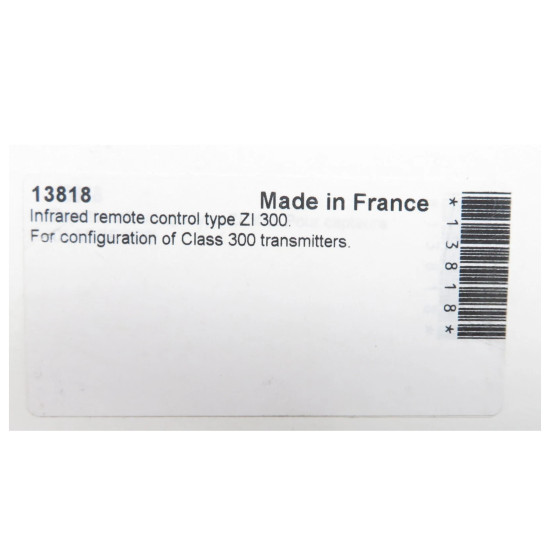 13818
Made in France
Infrared remote control type ZI 300.
For configuration of Class 300 transmitters.
*13818*